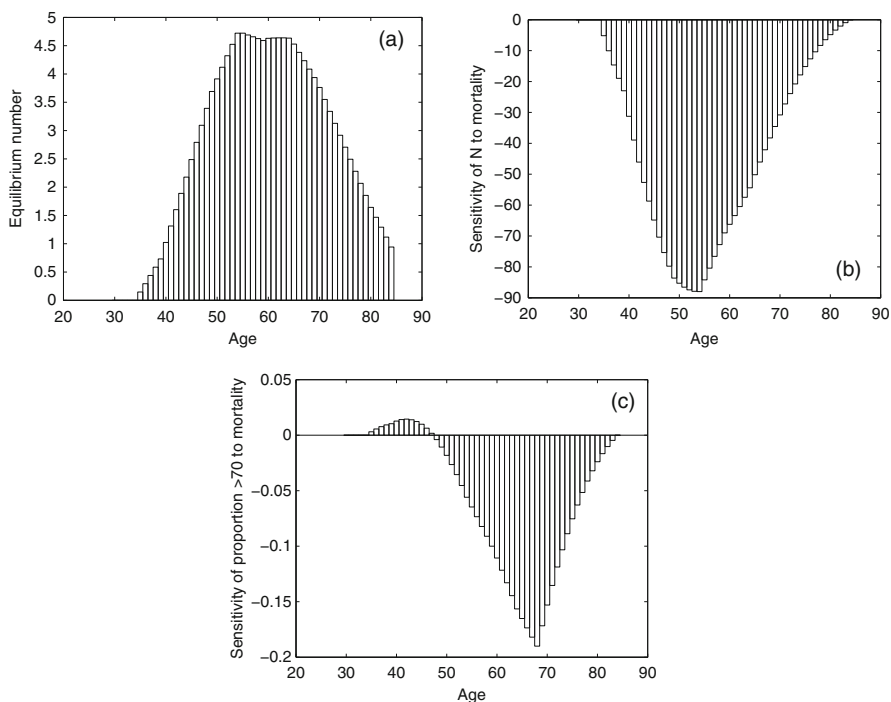 (a)
Equilibrium number
5
4.5
4
3.5
3
2.5
2
1.5
1
0.5
0
20 30 40 50 60 70 80 90
Age
(b)
Sensitivity of N to mortality
0
−10
−20
−30
−40
−50
−60
−70
−80
−90
20 30 40 50 60 70 80 90
Age
(c)
Sensitivity of proportion >70 to mortality
0.05
0
−0.05
−0.1
−0.15
−0.2
20 30 40 50 60 70 80 90
Age